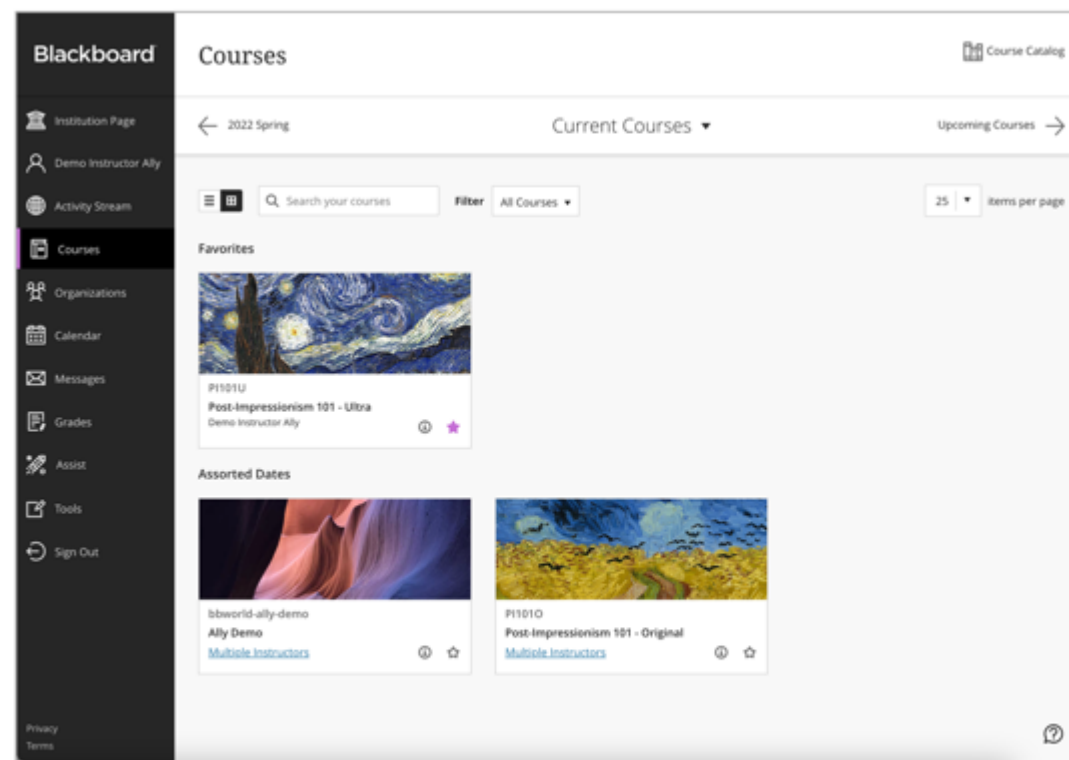 Blackboard
Institution Page
Demo Instructor Ally
Activity Stream
Courses
Organizations
Calendar
Messages
Grades
Assist
Tools
Sign Out
Privacy
Terms
Courses
Course Catalog
2022 Spring
Current Courses
Upcoming Courses
Search your courses
Filter
All Courses
25
items per page
Favorites
PI101U
Post-Impressionism 101 - Ultra
Demo Instructor Ally
Assorted Dates
bbworld-ally-demo
Ally Demo
Multiple Instructors
PI101O
Post-Impressionism 101 - Original
Multiple Instructors